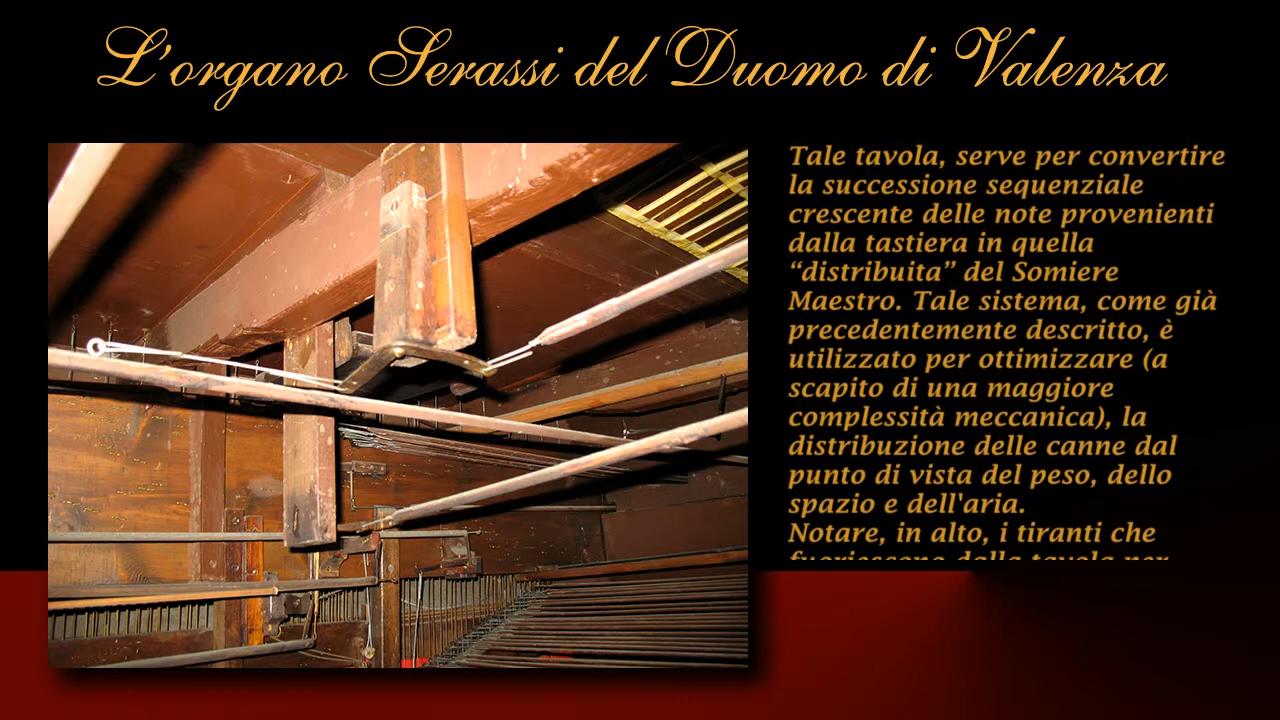 L'organo Serassi del Duomo di Valenza
Tale tavola, serve per convertire
la successione sequenziale
crescente delle note provenienti
dalla tastiera in quella
“distribuita” del Somiere
Maestro. Tale sistema, come già
precedentemente descritto, è
utilizzato per ottimizzare (a
scapito di una maggiore
complessità meccanica), la
distribuzione delle canne dal
punto di vista del peso, dello
spazio e dell'aria.
Notare, in alto, i tiranti che